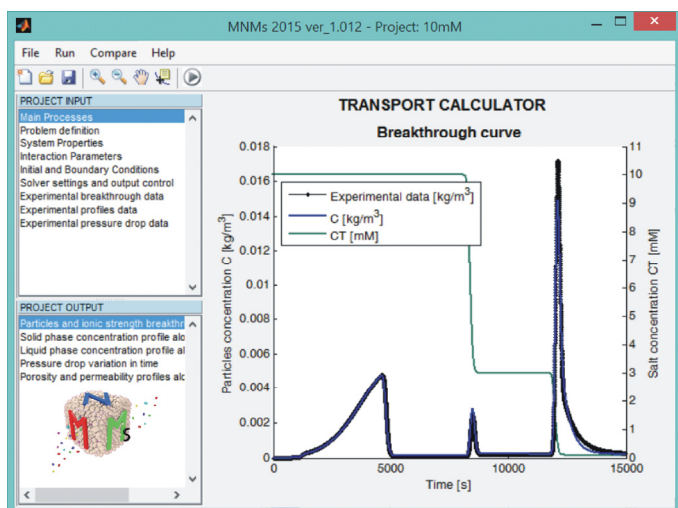 MNMs 2015 ver_1.012 - Project: 10mM
File Run Compare Help
PROJECT INPUT
Main Processes
Problem definition
System Properties
Interaction Parameters
Initial and Boundary Conditions
Solver settings and output control
Experimental breakthrough data
Experimental profiles data
Experimental pressure drop data
PROJECT OUTPUT
Particles and ionic strength breakthr
Solid phase concentration profile alo
Liquid phase concentration profile al
Pressure drop variation in time
Porosity and permeability profiles alc
M N M s
TRANSPORT CALCULATOR
Breakthrough curve
Particles concentration C [kg/m³]
0.018
0.016
0.014
0.012
0.01
0.008
0.006
0.004
0.002
0
Experimental data [kg/m³]
C [kg/m³]
CT [mM]
11
10
9
8
7
6
5
4
3
2
1
0
Salt concentration CT [mM]
0 5000 10000 15000
Time [s]